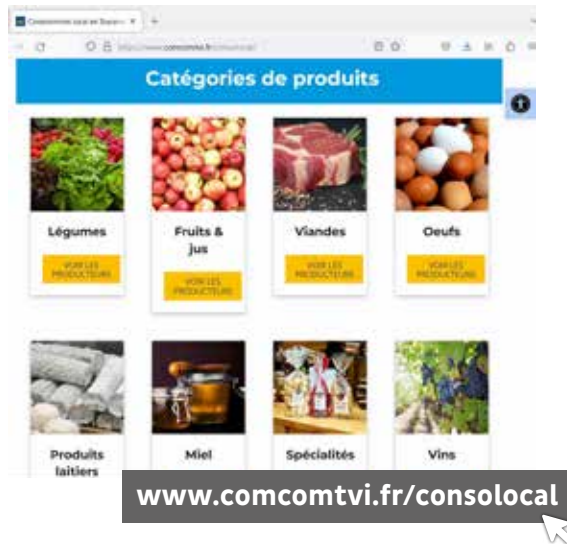 Catégories de produits
Légumes
VOIR LES
PRODUCTEURS
Fruits &
jus
VOIR LES
PRODUCTEURS
Viandes
VOIR LES
PRODUCTEURS
Oeufs
VOIR LES
PRODUCTEURS
Produits
laitiers
Miel
Spécialités
Vins
www.comcomtvi.fr/consolocal